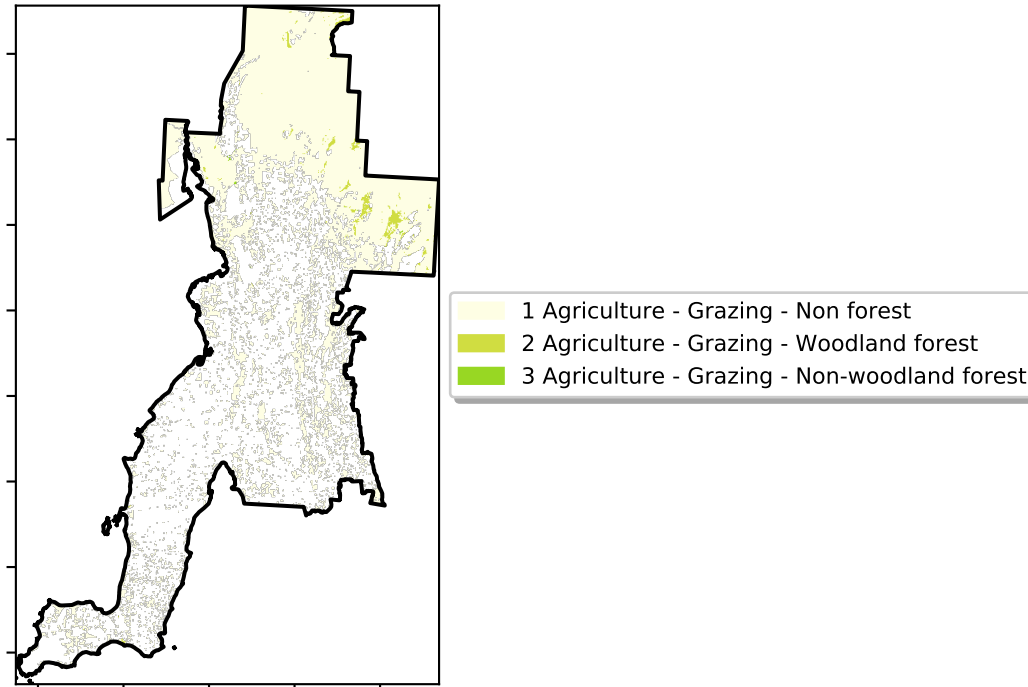 1 Agriculture - Grazing - Non forest
2 Agriculture - Grazing - Woodland forest
3 Agriculture - Grazing - Non-woodland forest